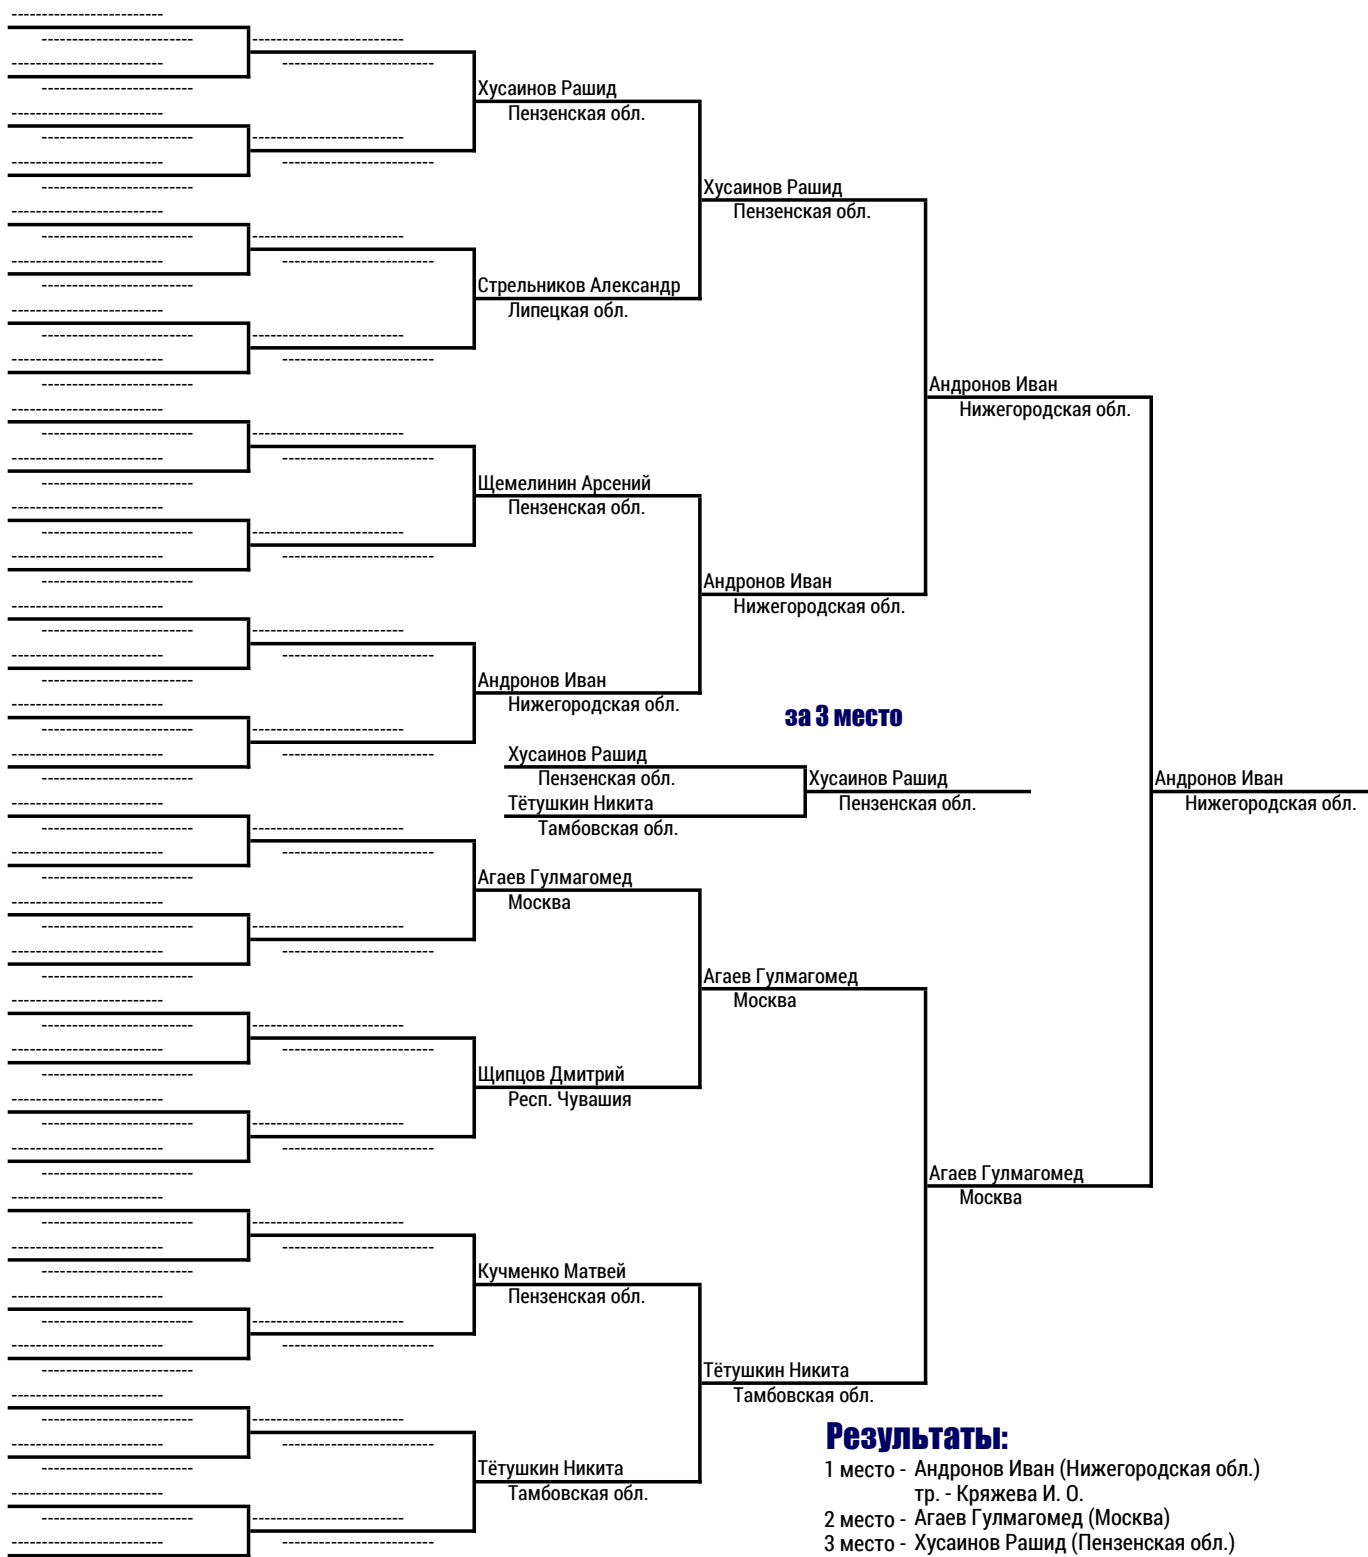 Хусаинов Рашид
Пензенская обл.
Хусаинов Рашид
Пензенская обл.
Стрельников Александр
Липецкая обл.
Андронов Иван
Нижегородская обл.
Щемелинин Арсений
Пензенская обл.
Андронов Иван
Нижегородская обл.
Андронов Иван
Нижегородская обл.
за 3 место
Хусаинов Рашид
Пензенская обл.
Хусаинов Рашид
Пензенская обл.
Тётушкин Никита
Тамбовская обл.
Андронов Иван
Нижегородская обл.
Агаев Гулмагомед
Москва
Агаев Гулмагомед
Москва
Щипцов Дмитрий
Респ. Чувашия
Агаев Гулмагомед
Москва
Кучменко Матвей
Пензенская обл.
Тётушкин Никита
Тамбовская обл.
Тётушкин Никита
Тамбовская обл.
Результаты:
1 место - Андронов Иван (Нижегородская обл.)
тр. - Кряжева И. О.
2 место - Агаев Гулмагомед (Москва)
3 место - Хусаинов Рашид (Пензенская обл.)